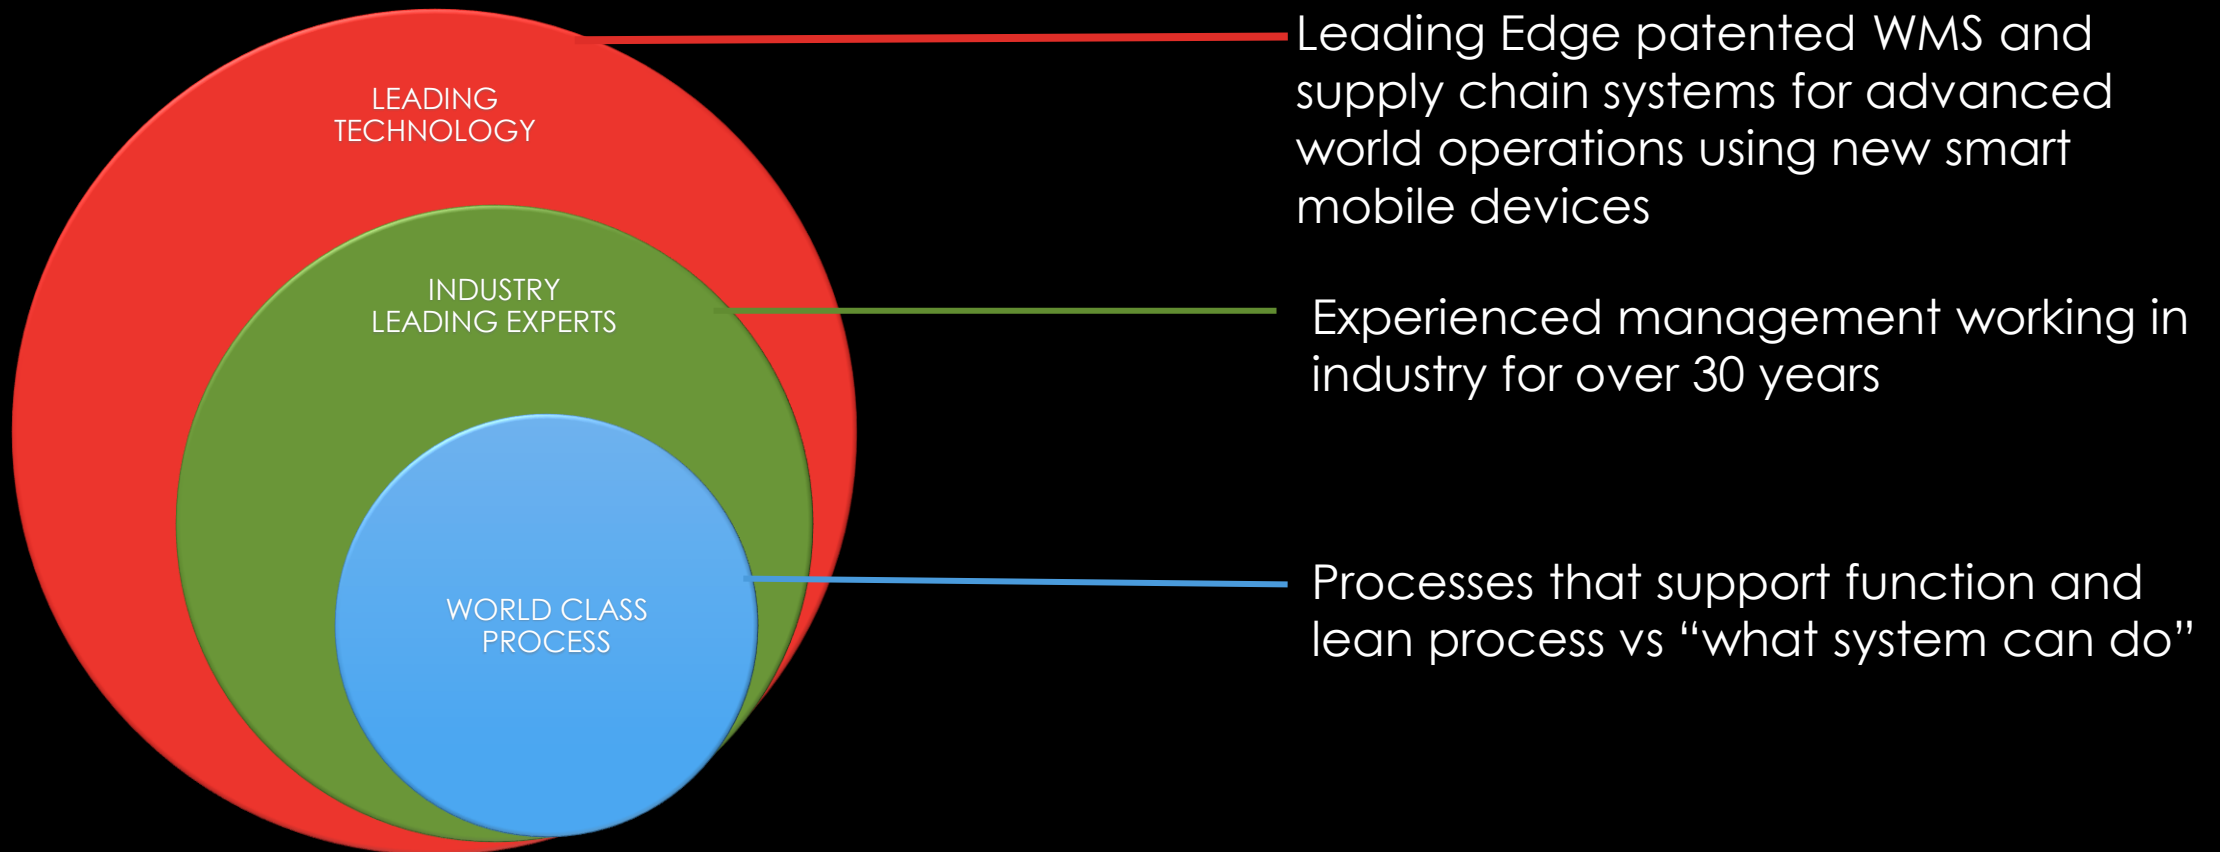 LEADING
TECHNOLOGY
Leading Edge patented WMS and
supply chain systems for advanced
world operations using new smart
mobile devices
INDUSTRY
LEADING EXPERTS
Experienced management working in
industry for over 30 years
WORLD CLASS
PROCESS
Processes that support function and
lean process vs “what system can do”